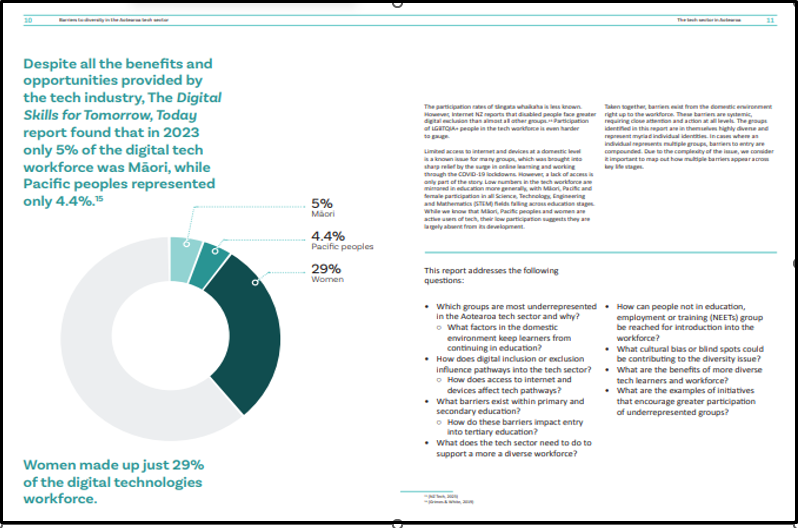 10
Barriers to diversity in the Aotearoa tech sector
The tech sector in Aotearoa
11
Despite all the benefits and
opportunities provided by
the tech industry, The Digital
Skills for Tomorrow, Today
report found that in 2023
only 5% of the digital tech
workforce was Māori, while
Pacific peoples represented
only 4.4%.¹⁵
5%
Māori
4.4%
Pacific peoples
29%
Women
Women made up just 29%
of the digital technologies
workforce.
The participation rates of tāngata whaikaha is less known.
However, Internet NZ reports that disabled people face greater
digital exclusion than almost all other groups.¹⁶ Participation
of LGBTQIA+ people in the tech workforce is even harder
to gauge.
Limited access to internet and devices at a domestic level
is a known issue for many groups, which was brought into
sharp relief by the surge in online learning and working
through the COVID-19 lockdowns. However, a lack of access is
only part of the story. Low numbers in the tech workforce are
mirrored in education more generally, with Māori, Pacific and
female participation in all Science, Technology, Engineering
and Mathematics (STEM) fields falling across education stages.
While we know that Māori, Pacific peoples and women are
active users of tech, their low participation suggests they are
largely absent from its development.
Taken together, barriers exist from the domestic environment
right up to the workforce. These barriers are systemic,
requiring close attention and action at all levels. The groups
identified in this report are in themselves highly diverse and
represent myriad individual identities. In cases where an
individual represents multiple groups, barriers to entry are
compounded. Due to the complexity of the issue, we consider
it important to map out how multiple barriers appear across
key life stages.
This report addresses the following
questions:
• Which groups are most underrepresented
in the Aotearoa tech sector and why?
○ What factors in the domestic
environment keep learners from
continuing in education?
• How does digital inclusion or exclusion
influence pathways into the tech sector?
○ How does access to internet and
devices affect tech pathways?
• What barriers exist within primary and
secondary education?
○ How do these barriers impact entry
into tertiary education?
• What does the tech sector need to do to
support a more a diverse workforce?
• How can people not in education,
employment or training (NEETs) group
be reached for introduction into the
workforce?
• What cultural bias or blind spots could
be contributing to the diversity issue?
• What are the benefits of more diverse
tech learners and workforce?
• What are the examples of initiatives
that encourage greater participation
of underrepresented groups?
¹⁵ (NZ Tech, 2023)
¹⁶ (Grimes & White, 2019)